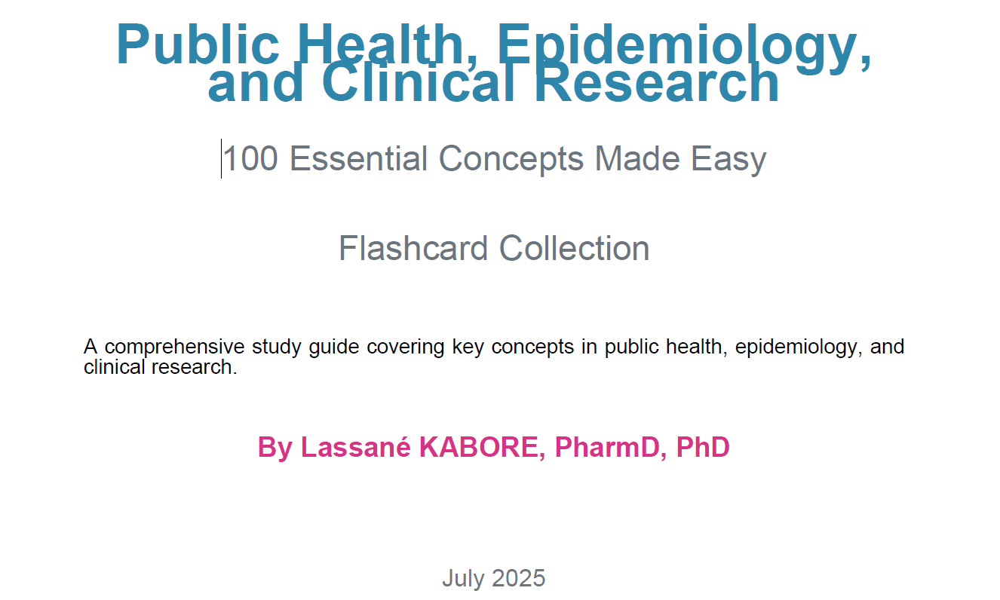 Public Health, Epidemiology,
and Clinical Research
100 Essential Concepts Made Easy
Flashcard Collection
A comprehensive study guide covering key concepts in public health, epidemiology, and
clinical research.
By Lassané KABORE, PharmD, PhD
July 2025